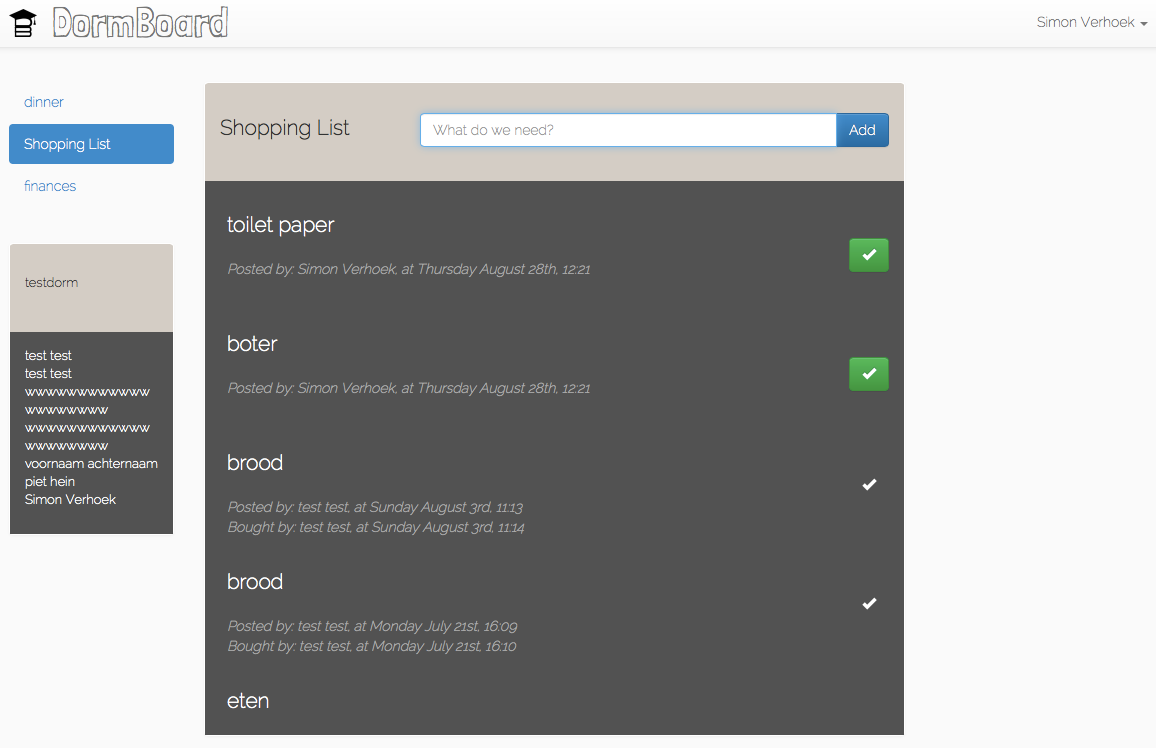 DormBoard
Simon Verhoek
dinner
Shopping List
finances
testdorm
test test
test test
wwwwwwwwwwwww
wwwwwwwww
wwwwwwwwwwwww
wwwwwwwww
voornaam achternaam
piet hein
Simon Verhoek
Shopping List
What do we need?
Add
toilet paper
Posted by: Simon Verhoek, at Thursday August 28th, 12:21
boter
Posted by: Simon Verhoek, at Thursday August 28th, 12:21
brood
Posted by: test test, at Sunday August 3rd, 11:13
Bought by: test test, at Sunday August 3rd, 11:14
brood
Posted by: test test, at Monday July 21st, 16:09
Bought by: test test, at Monday July 21st, 16:10
eten